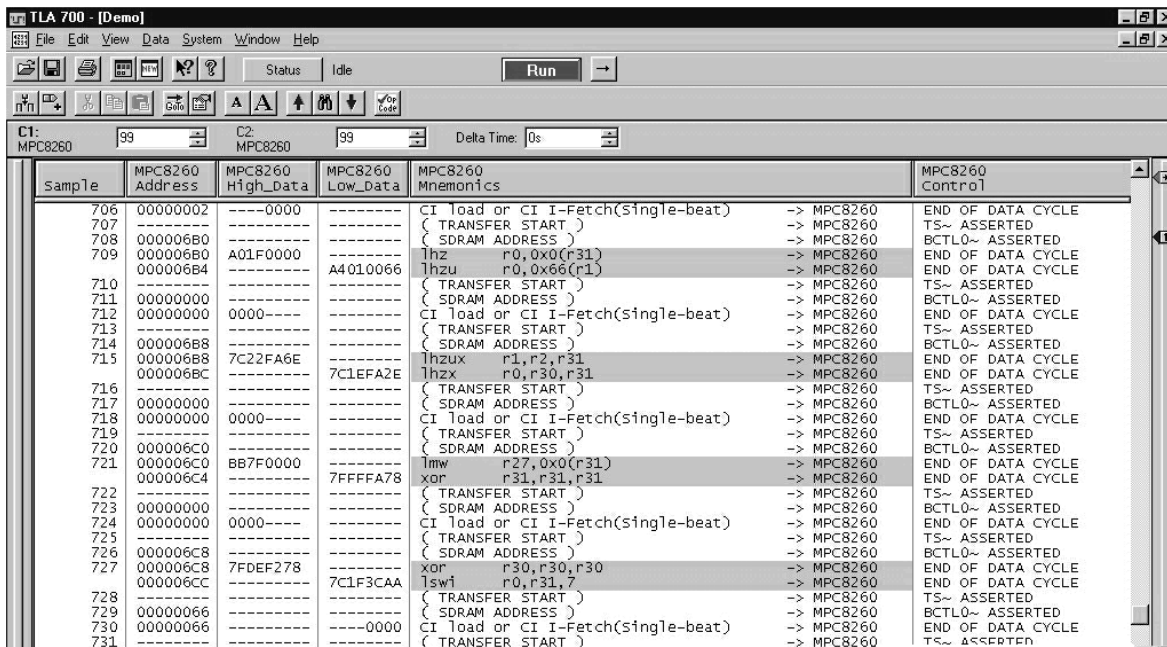 TLA 700 - [Demo]
File Edit View Data System Window Help
NEW Status Idle Run
Goto A A Op Code
C1: MPC8260 99 C2: MPC8260 99 Delta Time: 0s
Sample MPC8260 Address MPC8260 High_Data MPC8260 Low_Data MPC8260 Mnemonics MPC8260 Control
706 00000002 ----0000 -------- CI load or CI I-Fetch(Single-beat) -> MPC8260 END OF DATA CYCLE
707 -------- -------- -------- ( TRANSFER START ) -> MPC8260 TS~ ASSERTED
708 000006B0 -------- -------- ( SDRAM ADDRESS ) -> MPC8260 BCTL0~ ASSERTED
709 000006B0 A01F0000 -------- lhz r0,0x0(r31) -> MPC8260 END OF DATA CYCLE
000006B4 -------- A4010066 lhzu r0,0x66(r1) -> MPC8260 END OF DATA CYCLE
710 -------- -------- -------- ( TRANSFER START ) -> MPC8260 TS~ ASSERTED
711 00000000 -------- -------- ( SDRAM ADDRESS ) -> MPC8260 BCTL0~ ASSERTED
712 00000000 0000---- -------- CI load or CI I-Fetch(Single-beat) -> MPC8260 END OF DATA CYCLE
713 -------- -------- -------- ( TRANSFER START ) -> MPC8260 TS~ ASSERTED
714 000006B8 -------- -------- ( SDRAM ADDRESS ) -> MPC8260 BCTL0~ ASSERTED
715 000006B8 7C22FA6E -------- lhzux r1,r2,r31 -> MPC8260 END OF DATA CYCLE
000006BC -------- 7C1EFA2E lhzx r0,r30,r31 -> MPC8260 END OF DATA CYCLE
716 -------- -------- -------- ( TRANSFER START ) -> MPC8260 TS~ ASSERTED
717 00000000 -------- -------- ( SDRAM ADDRESS ) -> MPC8260 BCTL0~ ASSERTED
718 00000000 0000---- -------- CI load or CI I-Fetch(Single-beat) -> MPC8260 END OF DATA CYCLE
719 -------- -------- -------- ( TRANSFER START ) -> MPC8260 TS~ ASSERTED
720 000006C0 -------- -------- ( SDRAM ADDRESS ) -> MPC8260 BCTL0~ ASSERTED
721 000006C0 BB7F0000 -------- lmw r27,0x0(r31) -> MPC8260 END OF DATA CYCLE
000006C4 -------- 7FFFFA78 xor r31,r31,r31 -> MPC8260 END OF DATA CYCLE
722 -------- -------- -------- ( TRANSFER START ) -> MPC8260 TS~ ASSERTED
723 00000000 -------- -------- ( SDRAM ADDRESS ) -> MPC8260 BCTL0~ ASSERTED
724 00000000 0000---- -------- CI load or CI I-Fetch(Single-beat) -> MPC8260 END OF DATA CYCLE
725 -------- -------- -------- ( TRANSFER START ) -> MPC8260 TS~ ASSERTED
726 000006C8 -------- -------- ( SDRAM ADDRESS ) -> MPC8260 BCTL0~ ASSERTED
727 000006C8 7FDEF278 -------- xor r30,r30,r30 -> MPC8260 END OF DATA CYCLE
000006CC -------- 7C1F3CAA lswi r0,r31,7 -> MPC8260 END OF DATA CYCLE
728 -------- -------- -------- ( TRANSFER START ) -> MPC8260 TS~ ASSERTED
729 00000066 -------- -------- ( SDRAM ADDRESS ) -> MPC8260 BCTL0~ ASSERTED
730 00000066 -------- ----0000 CI load or CI I-Fetch(Single-beat) -> MPC8260 END OF DATA CYCLE
731 -------- -------- -------- ( TRANSFER START ) -> MPC8260 TS~ ASSERTED